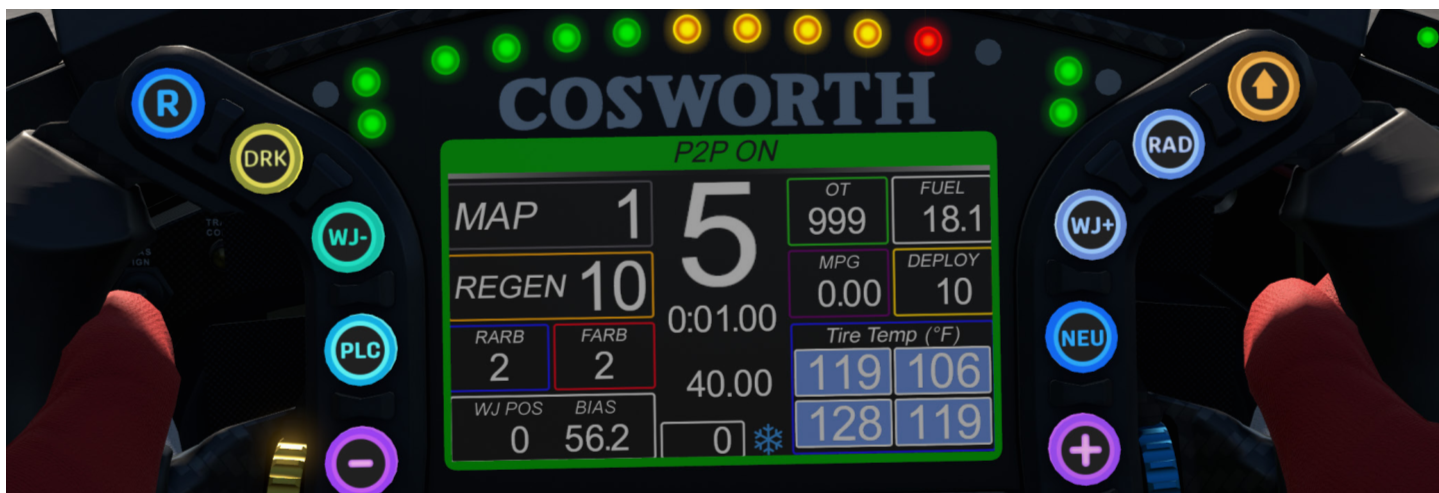 COSWORTH
R
DRK
WJ-
PLC
-
P2P ON
MAP 1
REGEN 10
RARB FARB
2 2
WJ POS BIAS
0 56.2
5
0:01.00
40.00
0
OT FUEL
999 18.1
MPG DEPLOY
0.00 10
Tire Temp (°F)
119 106
128 119
RAD
WJ+
NEU
+